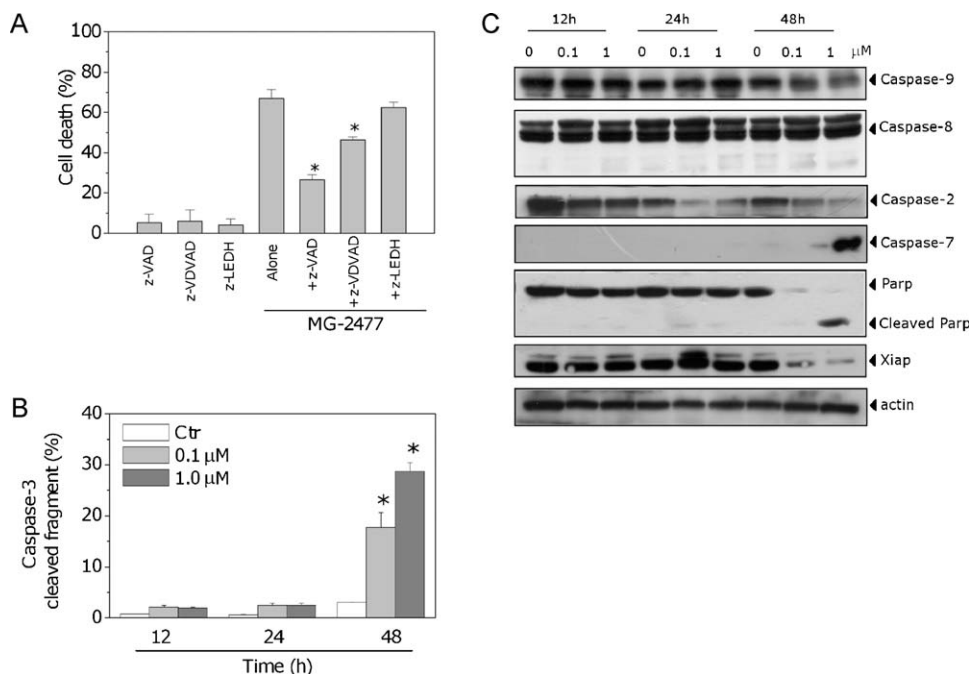 A
Cell death (%)
100
80
60
40
20
0
z-VAD
z-VDVAD
z-LEDH
Alone
+z-VAD
+z-VDVAD
+z-LEDH
*
*
MG-2477
B
Caspase-3
cleaved fragment (%)
40
30
20
10
0
Ctr
0.1 μM
1.0 μM
*
*
12 24 48
Time (h)
C
12h 24h 48h
0 0.1 1 0 0.1 1 0 0.1 1 μM
Caspase-9
Caspase-8
Caspase-2
Caspase-7
Parp
Cleaved Parp
Xiap
actin